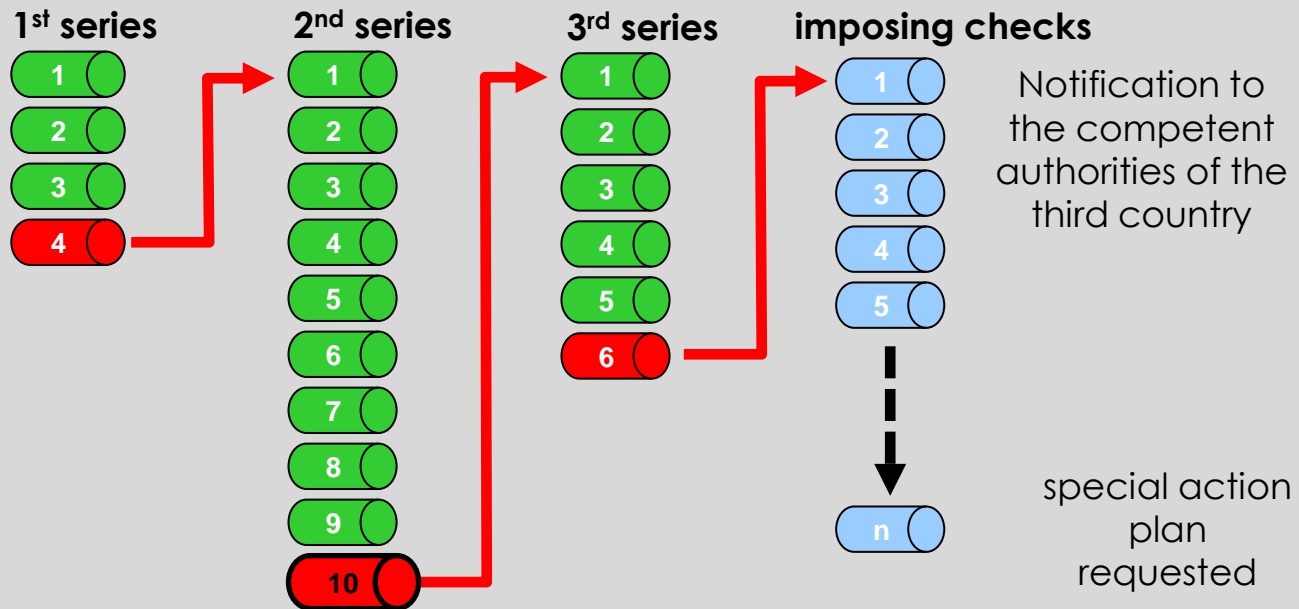 1st series
1
2
3
4
2nd series
1
2
3
4
5
6
7
8
9
10
3rd series
1
2
3
4
5
6
imposing checks
1
2
3
4
5
n
Notification to
the competent
authorities of the
third country
special action
plan
requested